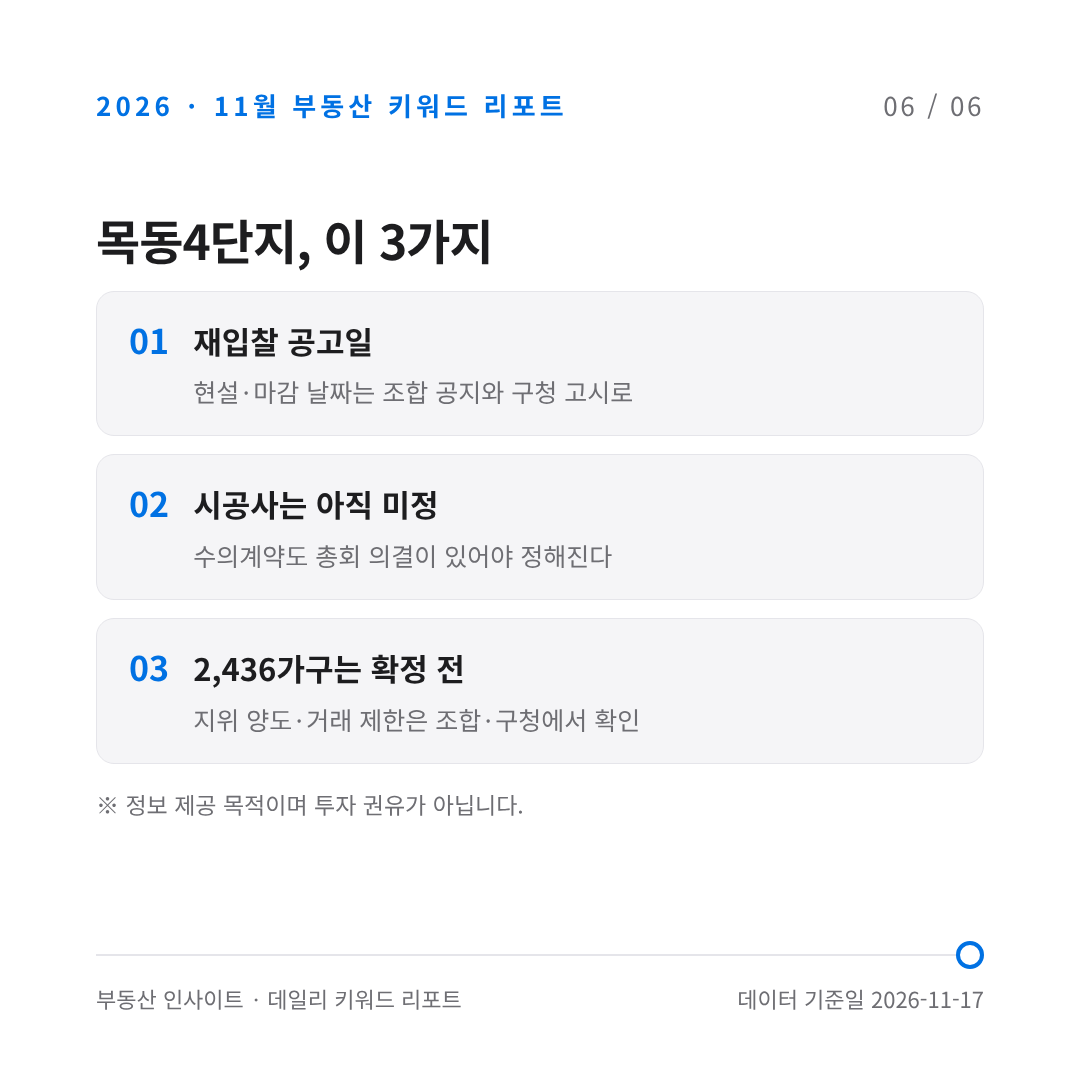 2026 · 11월 부동산 키워드 리포트
06 / 06
목동4단지, 이 3가지
01 재입찰 공고일
현설·마감 날짜는 조합 공지와 구청 고시로
02 시공사는 아직 미정
수의계약도 총회 의결이 있어야 정해진다
03 2,436가구는 확정 전
지위 양도·거래 제한은 조합·구청에서 확인
※ 정보 제공 목적이며 투자 권유가 아닙니다.
부동산 인사이트 · 데일리 키워드 리포트
데이터 기준일 2026-11-17